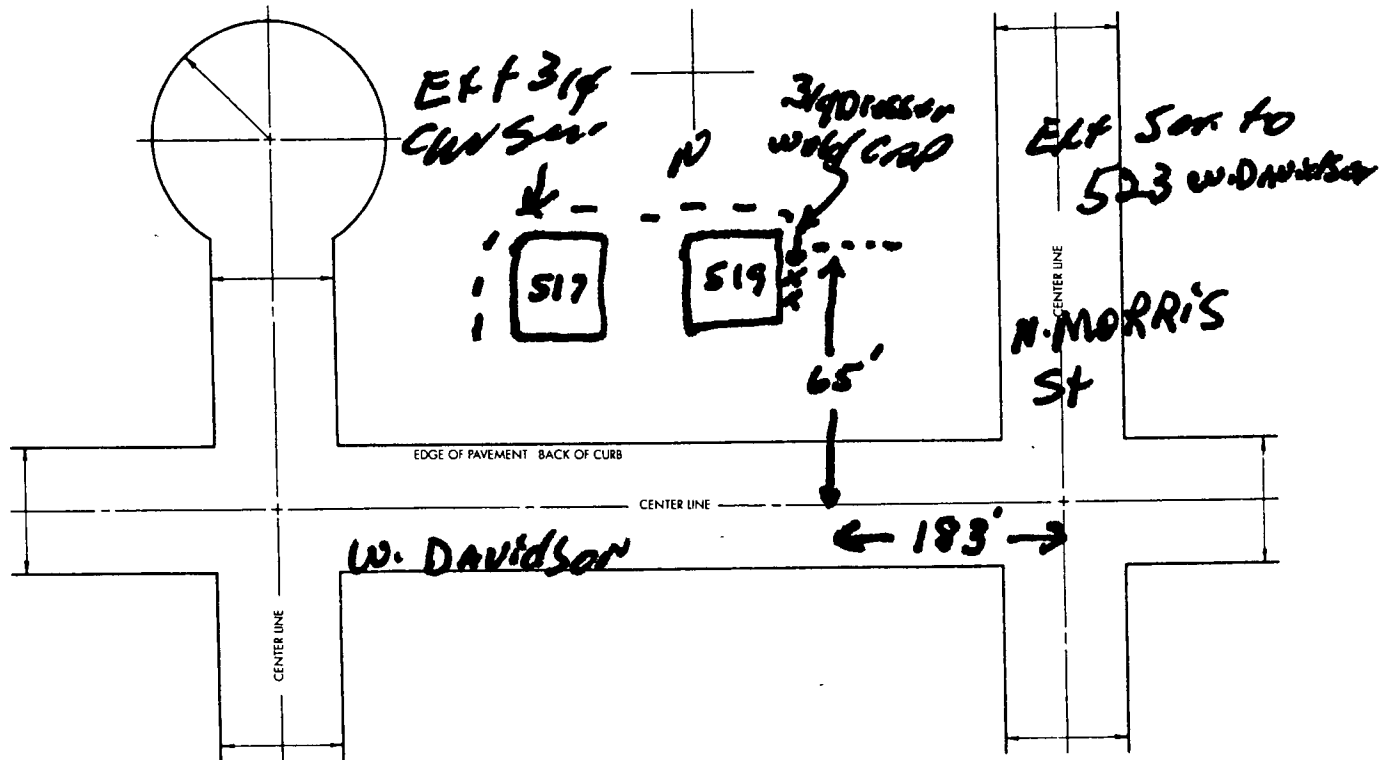 Ext 3/4
CW Ser
N
3/4 Dresser
weld CAP
Ext Ser. to
523 W. DAVidSon
517
519
65'
CENTER LINE
N. MORRiS
St
EDGE OF PAVEMENT BACK OF CURB
CENTER LINE
183'
W. DAVidSoN
CENTER LINE